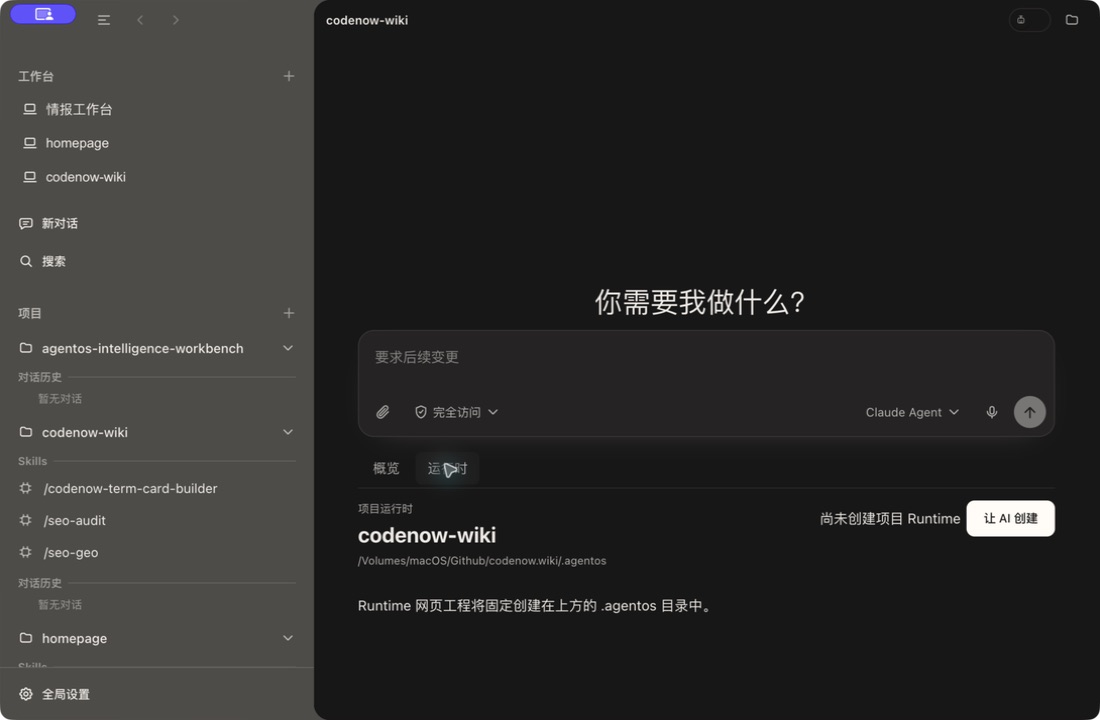 codenow-wiki
工作台
情报工作台
homepage
codenow-wiki
新对话
搜索
项目
agentos-intelligence-workbench
对话历史
暂无对话
codenow-wiki
Skills
/codenow-term-card-builder
/seo-audit
/seo-geo
对话历史
暂无对话
homepage
Skills
全局设置
你需要我做什么?
要求后续变更
完全访问
Claude Agent
概览
运行时
项目运行时
codenow-wiki
尚未创建项目 Runtime
让 AI 创建
/Volumes/macOS/Github/codenow.wiki/.agentos
Runtime 网页工程将固定创建在上方的 .agentos 目录中。